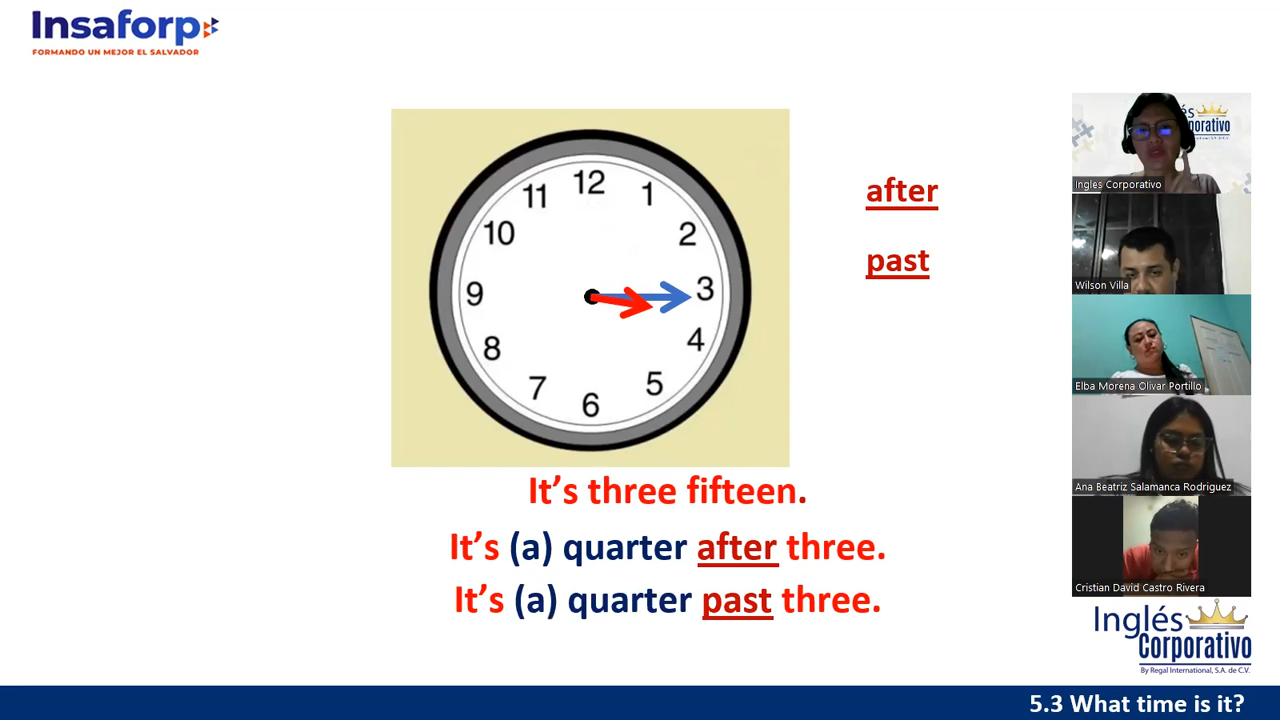 Insaforp
FORMANDO UN MEJOR EL SALVADOR
12
11
1
10
2
9
3
8
4
7
5
6
after
past
It's three fifteen.
It's (a) quarter after three.
It's (a) quarter past three.
Ingles Corporativo
Wilson Villa
Elba Morena Olivar Portillo
Ana Beatriz Salamanca Rodriguez
Cristian David Castro Rivera
Inglés
Corporativo
By Regal International, S.A. de C.V.
5.3 What time is it?